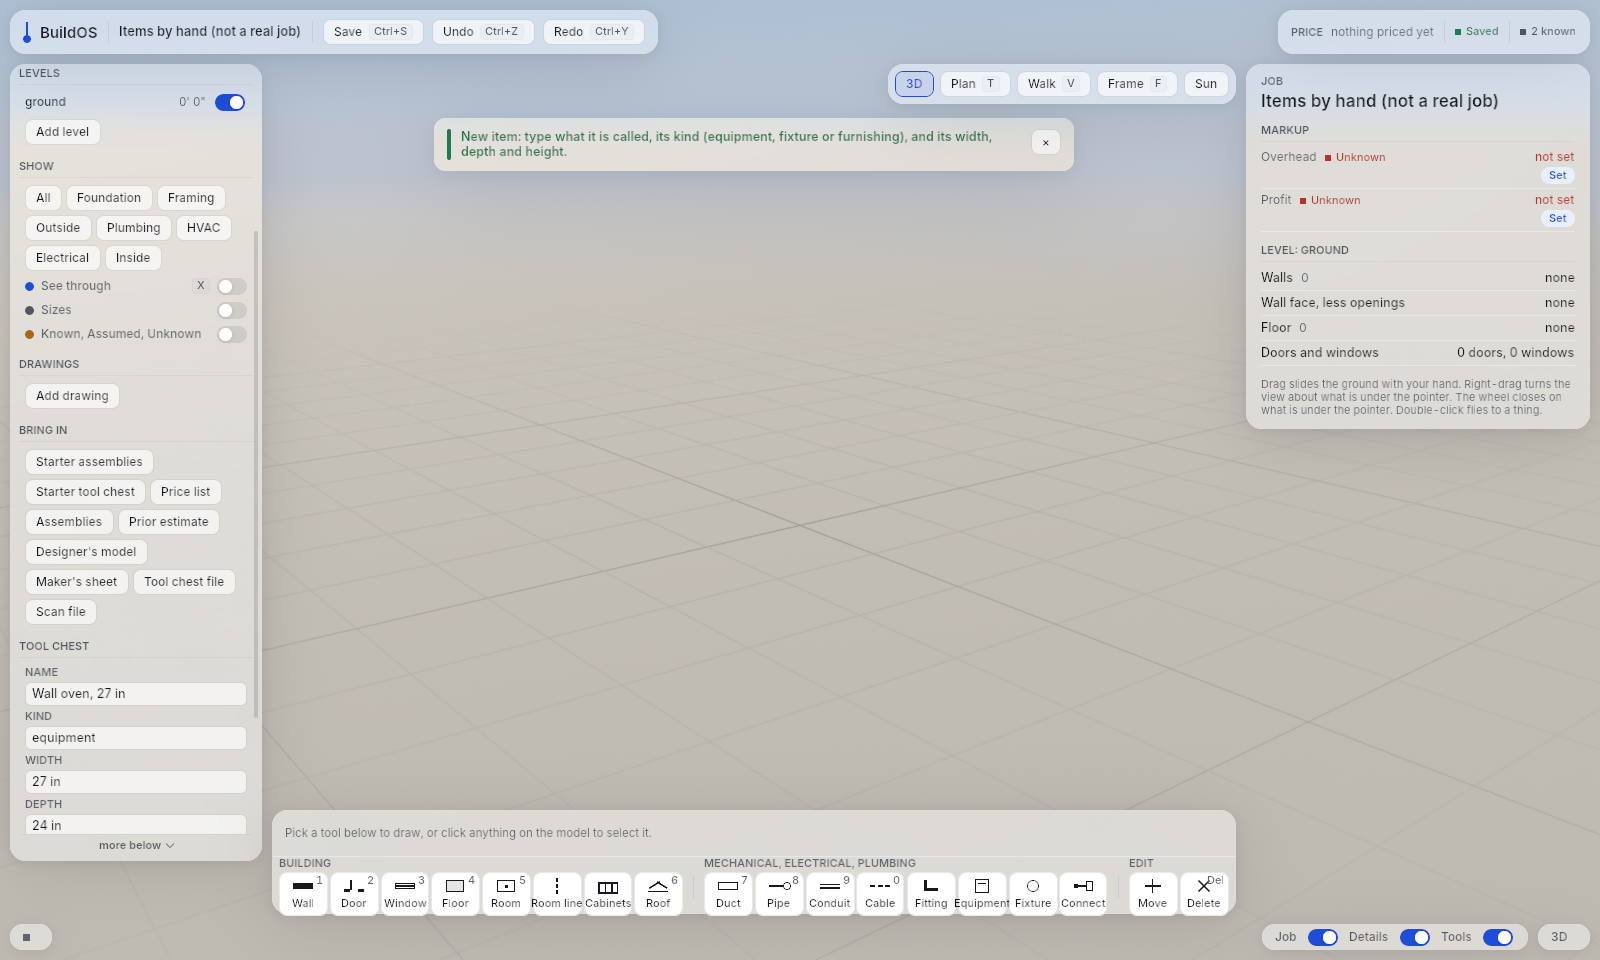 BuildOS
Items by hand (not a real job)
Save Ctrl+S
Undo Ctrl+Z
Redo Ctrl+Y
PRICE nothing priced yet
Saved
2 known
LEVELS
ground 0' 0"
Add level
SHOW
All Foundation Framing
Outside Plumbing HVAC
Electrical Inside
See through X
Sizes
Known, Assumed, Unknown
DRAWINGS
Add drawing
BRING IN
Starter assemblies
Starter tool chest Price list
Assemblies Prior estimate
Designer's model
Maker's sheet Tool chest file
Scan file
TOOL CHEST
NAME
Wall oven, 27 in
KIND
equipment
WIDTH
27 in
DEPTH
24 in
more below
3D Plan T Walk V Frame F Sun
New item: type what it is called, its kind (equipment, fixture or furnishing), and its width,
depth and height.
×
JOB
Items by hand (not a real job)
MARKUP
Overhead Unknown not set
Set
Profit Unknown not set
Set
LEVEL: GROUND
Walls 0 none
Wall face, less openings none
Floor 0 none
Doors and windows 0 doors, 0 windows
Drag slides the ground with your hand. Right-drag turns the
view about what is under the pointer. The wheel closes on
what is under the pointer. Double-click flies to a thing.
Pick a tool below to draw, or click anything on the model to select it.
BUILDING
1 2 3 4 5 6
Wall Door Window Floor Room Room line Cabinets Roof
MECHANICAL, ELECTRICAL, PLUMBING
7 8 9 0
Duct Pipe Conduit Cable Fitting Equipment Fixture Connect
EDIT
Del
Move Delete
Job Details Tools 3D